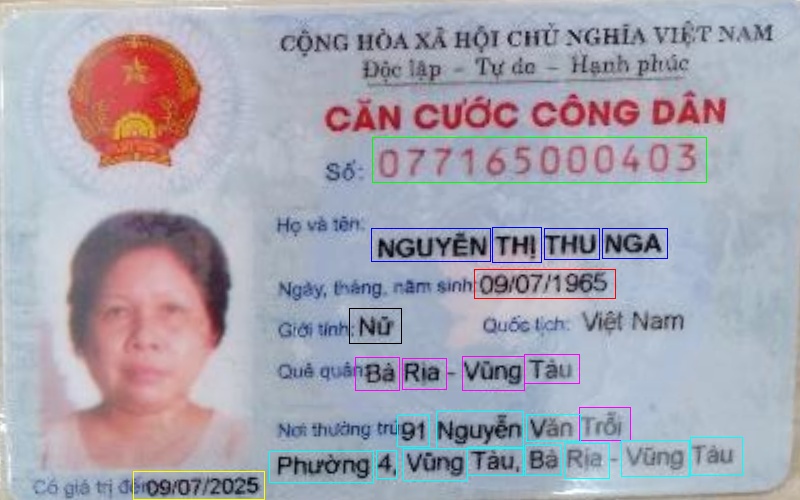 CỘNG HÒA XÃ HỘI CHỦ NGHĨA VIỆT NAM
Độc lập - Tự do - Hạnh phúc
CĂN CƯỚC CÔNG DÂN
Số: 077165000403
Họ và tên:
NGUYỄN THỊ THU NGA
Ngày, tháng, năm sinh: 09/07/1965
Giới tính: Nữ Quốc tịch: Việt Nam
Quê quán: Bà Rịa - Vũng Tàu
Nơi thường trú: 91 Nguyễn Văn Trỗi
Phường 4, Vũng Tàu, Bà Rịa - Vũng Tàu
Có giá trị đến: 09/07/2025